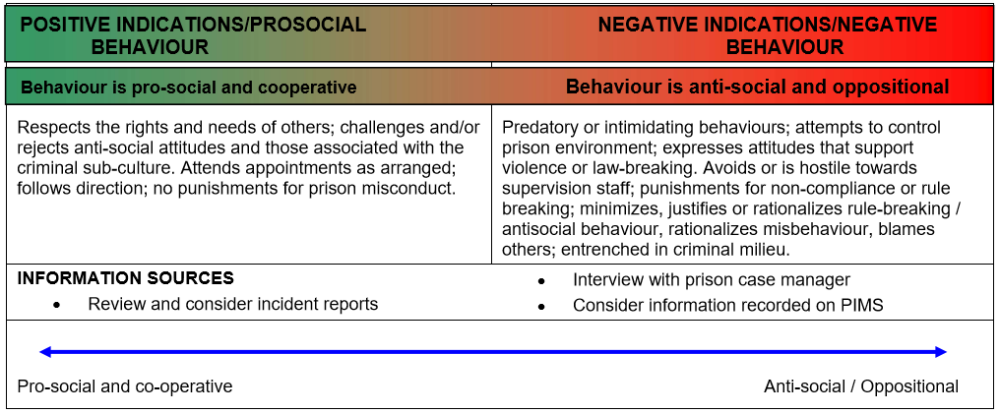 POSITIVE INDICATIONS/PROSOCIAL
BEHAVIOUR
NEGATIVE INDICATIONS/NEGATIVE
BEHAVIOUR
Behaviour is pro-social and cooperative
Behaviour is anti-social and oppositional
Respects the rights and needs of others; challenges and/or
rejects anti-social attitudes and those associated with the
criminal sub-culture. Attends appointments as arranged;
follows direction; no punishments for prison misconduct.
Predatory or intimidating behaviours; attempts to control
prison environment; expresses attitudes that support
violence or law-breaking. Avoids or is hostile towards
supervision staff; punishments for non-compliance or rule
breaking; minimizes, justifies or rationalizes rule-breaking /
antisocial behaviour, rationalizes misbehaviour, blames
others; entrenched in criminal milieu.
INFORMATION SOURCES
• Review and consider incident reports
• Interview with prison case manager
• Consider information recorded on PIMS
Pro-social and co-operative
Anti-social / Oppositional